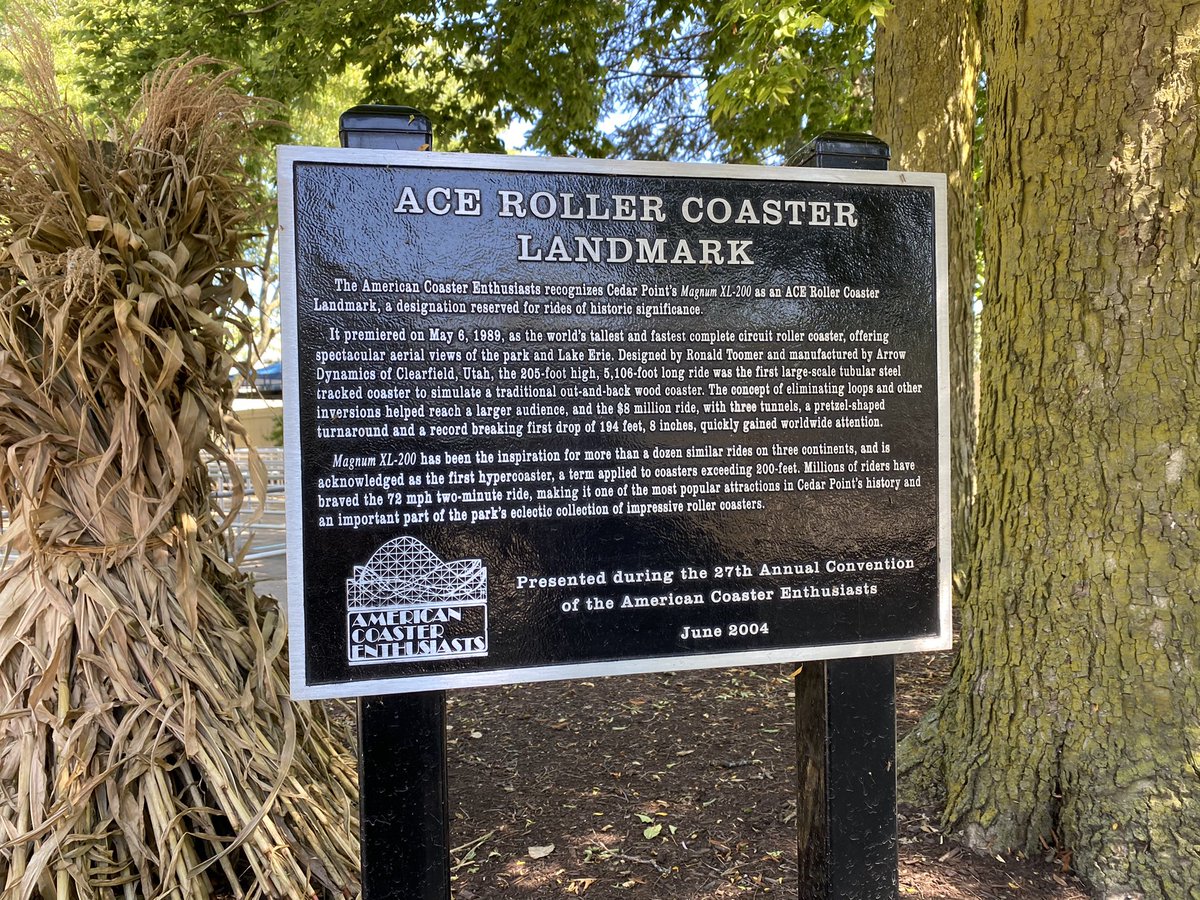 ACE ROLLER COASTER
LANDMARK
The American Coaster Enthusiasts recognizes Cedar Point's Magnum XL-200 as an ACE Roller Coaster
Landmark, a designation reserved for rides of historic significance.
It premiered on May 6, 1989, as the world's tallest and fastest complete circuit roller coaster, offering
spectacular aerial views of the park and Lake Erie. Designed by Ronald Toomer and manufactured by Arrow
Dynamics of Clearfield, Utah, the 205-foot high, 5,106-foot long ride was the first large-scale tubular steel
tracked coaster to simulate a traditional out-and-back wood coaster. The concept of eliminating loops and other
inversions helped reach a larger audience, and the $8 million ride, with three tunnels, a pretzel-shaped
turnaround and a record breaking first drop of 194 feet, 8 inches, quickly gained worldwide attention.
Magnum XL-200 has been the inspiration for more than a dozen similar rides on three continents, and is
acknowledged as the first hypercoaster, a term applied to coasters exceeding 200-feet. Millions of riders have
braved the 72 mph two-minute ride, making it one of the most popular attractions in Cedar Point's history and
an important part of the park's eclectic collection of impressive roller coasters.
Presented during the 27th Annual Convention
of the American Coaster Enthusiasts
June 2004
AMERICAN
COASTER
ENTHUSIASTS